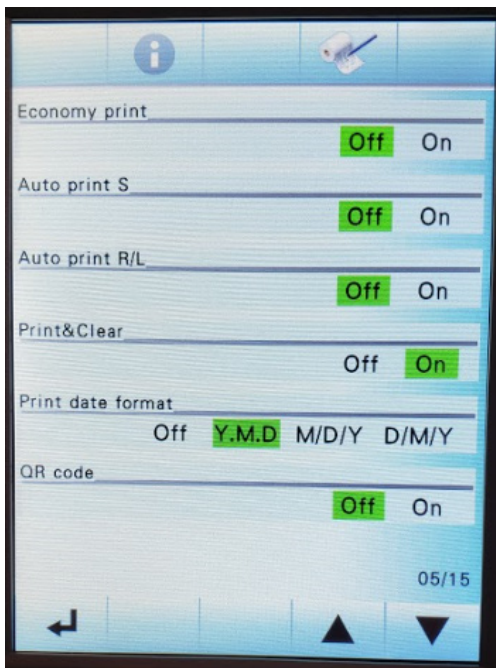 Economy print
Off On
Auto print S
Off On
Auto print R/L
Off On
Print&Clear
Off On
Print date format
Off Y.M.D M/D/Y D/M/Y
QR code
Off On
05/15